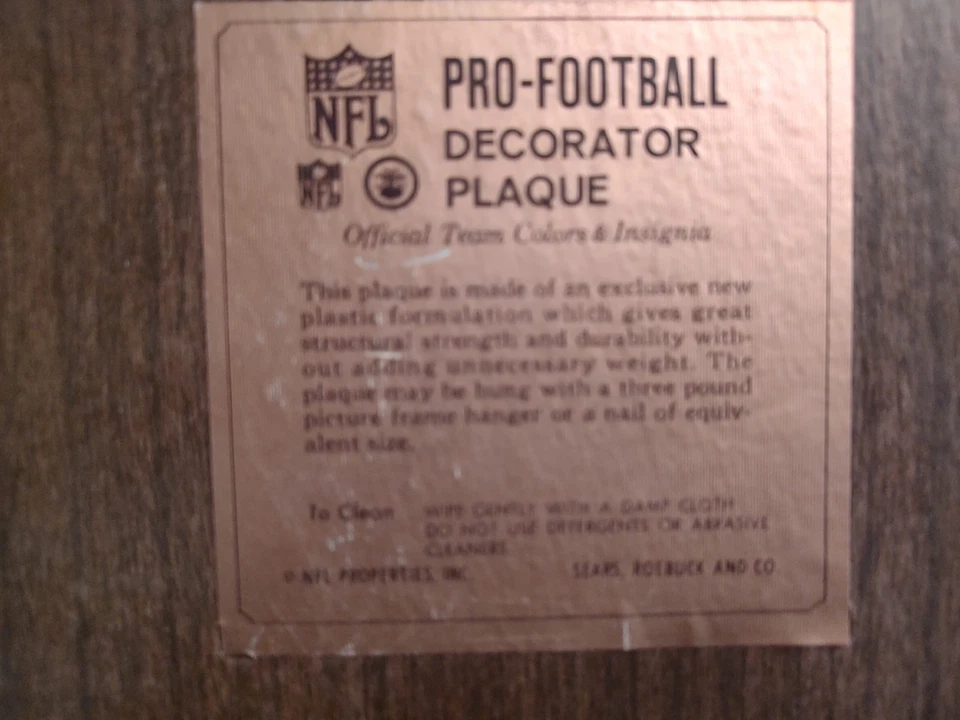 NFL
PRO-FOOTBALL
DECORATOR
NFL
PLAQUE
Official Team Colors & Insignia
This plaque is made of an exclusive new
plastic formulation which gives great
structural strength and durability with-
out adding unnecessary weight. The
plaque may be hung with a three pound
picture frame hanger or a nail of equiv-
alent size.
To Clean WIPE GENTLY WITH A DAMP CLOTH
DO NOT USE DETERGENTS OR ABRASIVE
CLEANERS
© NFL PROPERTIES, INC. SEARS, ROEBUCK AND CO.